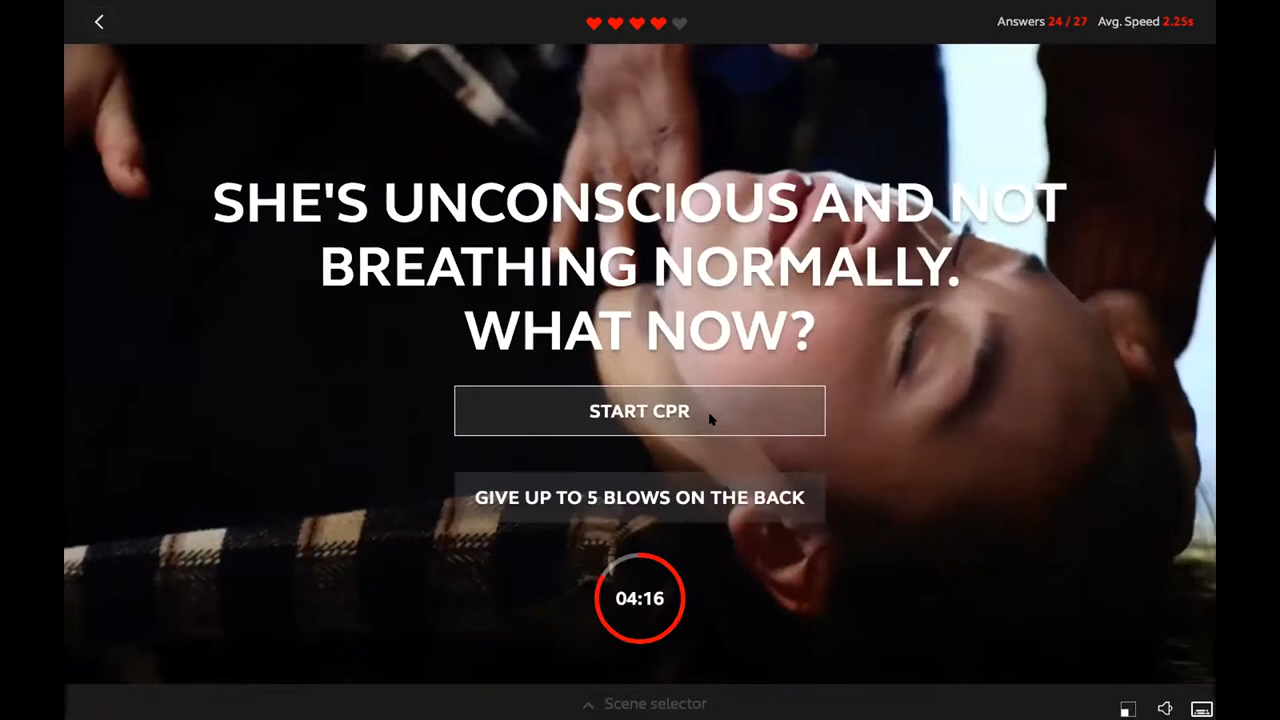 Answers 24 / 27 Avg. Speed 2.25s
SHE'S UNCONSCIOUS AND NOT
BREATHING NORMALLY.
WHAT NOW?
START CPR
GIVE UP TO 5 BLOWS ON THE BACK
04:16
Scene selector